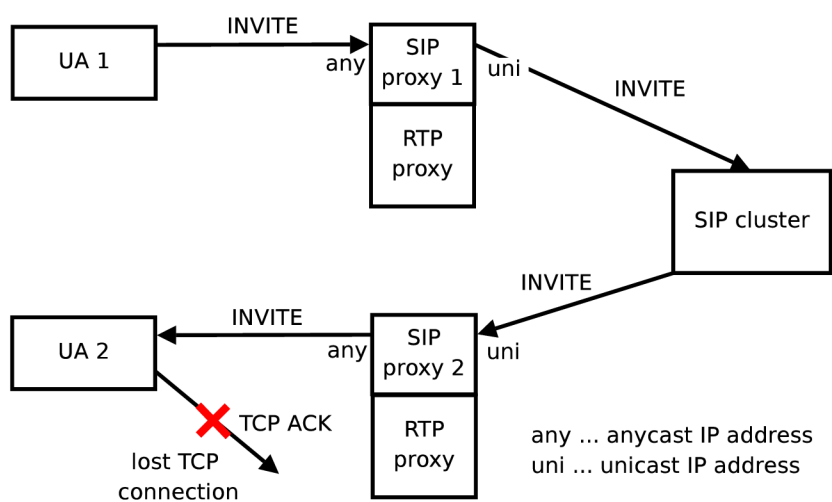 INVITE
UA 1
any
SIP
proxy 1
uni
INVITE
RTP
proxy
SIP cluster
INVITE
INVITE
UA 2
any
SIP
proxy 2
uni
TCP ACK
RTP
proxy
lost TCP
connection
any ... anycast IP address
uni ... unicast IP address